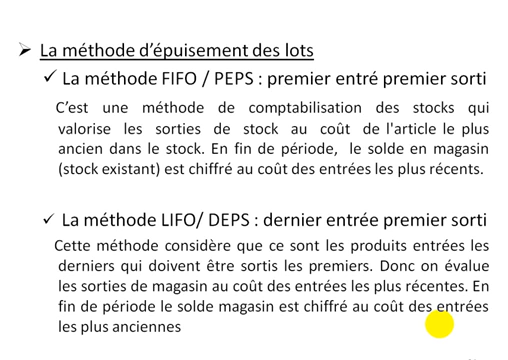 La méthode d'épuisement des lots
La méthode FIFO / PEPS : premier entré premier sorti
C'est une méthode de comptabilisation des stocks qui
valorise les sorties de stock au coût de l'article le plus
ancien dans le stock. En fin de période, le solde en magasin
(stock existant) est chiffré au coût des entrées les plus récents.
La méthode LIFO/ DEPS : dernier entrée premier sorti
Cette méthode considère que ce sont les produits entrées les
derniers qui doivent être sortis les premiers. Donc on évalue
les sorties de magasin au coût des entrées les plus récentes. En
fin de période le solde magasin est chiffré au coût des entrées
les plus anciennes